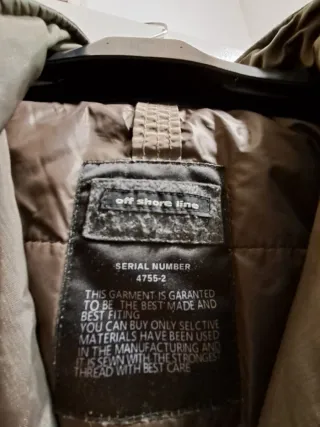 off shore line
SERIAL NUMBER
4755-2
THIS GARMENT IS GARANTED
TO BE THE BEST MADE AND
BEST FITING
YOU CAN BUY ONLY SELCTIVE
MATERIALS HAVE BEEN USED
IN THE MANUFACTURING AND
IT IS SEWN WITH THE STRONGEST
THREAD WITH BEST CARE